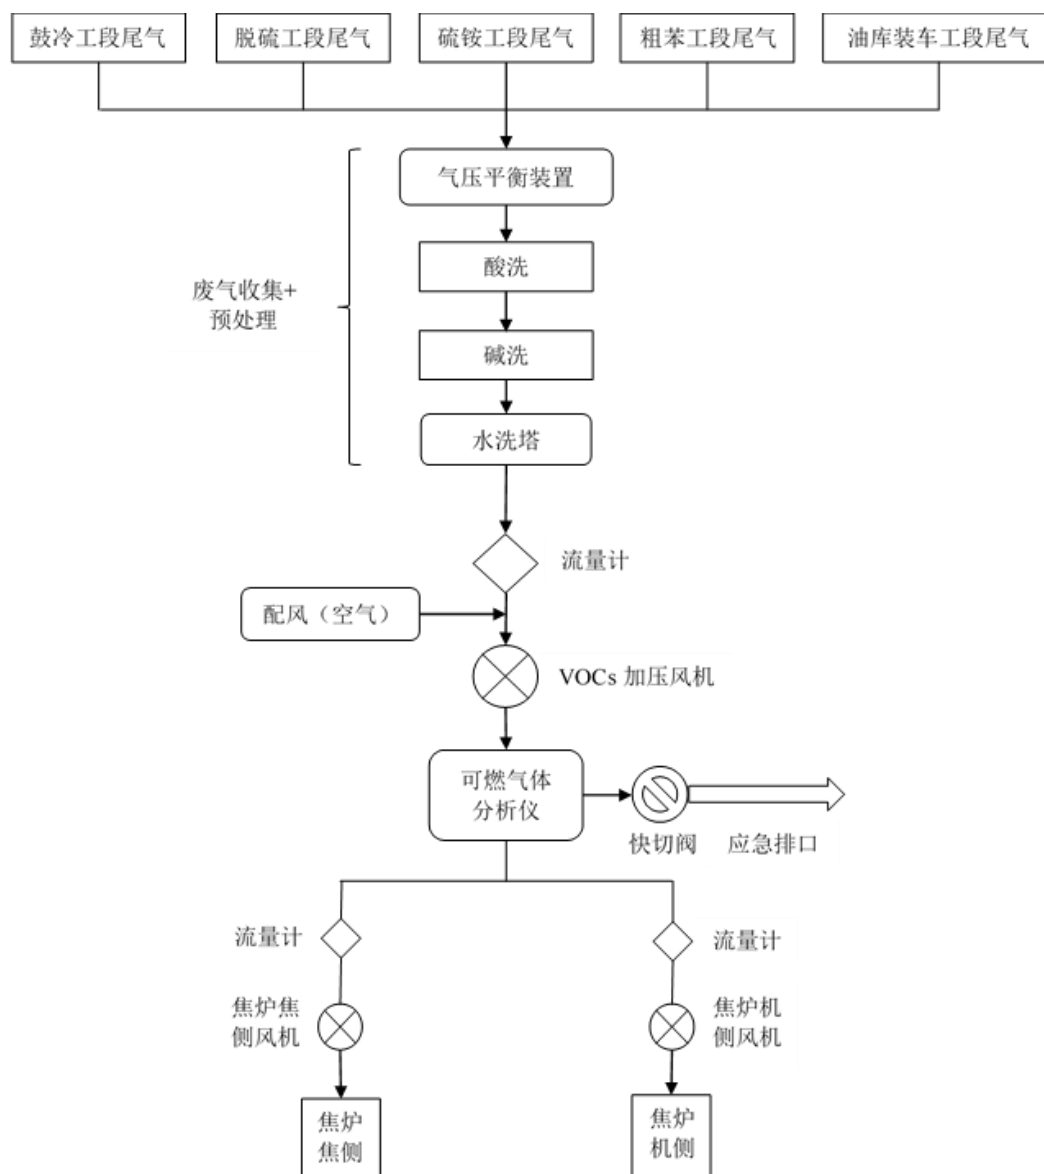 鼓冷工段尾气
脱硫工段尾气
硫铵工段尾气
粗苯工段尾气
油库装车工段尾气
气压平衡装置
酸洗
废气收集+
预处理
碱洗
水洗塔
流量计
配风（空气）
VOCs 加压风机
可燃气体
分析仪
快切阀
应急排口
流量计
流量计
焦炉焦
侧风机
焦炉机
侧风机
焦炉
焦侧
焦炉
机侧